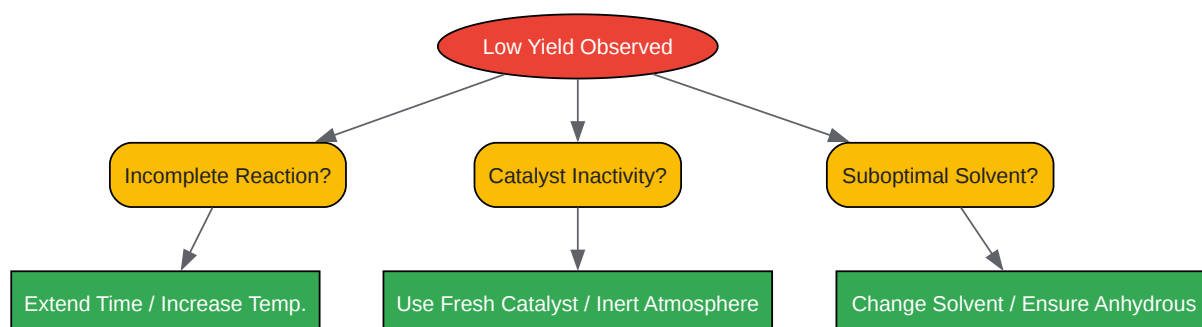 Low Yield Observed
Incomplete Reaction?
Catalyst Inactivity?
Suboptimal Solvent?
Extend Time / Increase Temp.
Use Fresh Catalyst / Inert Atmosphere
Change Solvent / Ensure Anhydrous